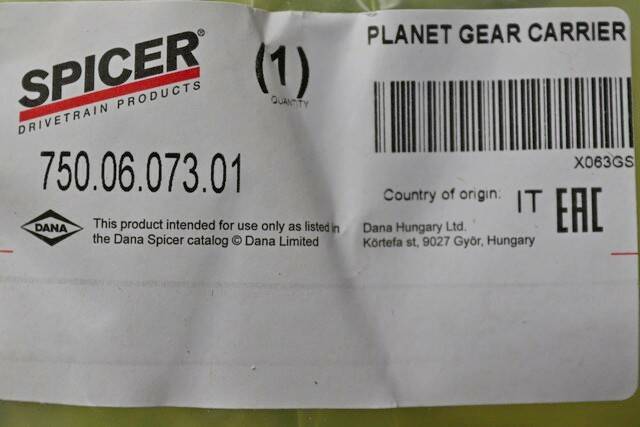 SPICER®
DRIVETRAIN PRODUCTS
(1)
QUANTITY
PLANET GEAR CARRIER
X063GS
750.06.073.01
Country of origin: IT
EAC
DANA
This product intended for use only as listed in
the Dana Spicer catalog © Dana Limited
Dana Hungary Ltd.
Körtefa st, 9027 Györ, Hungary